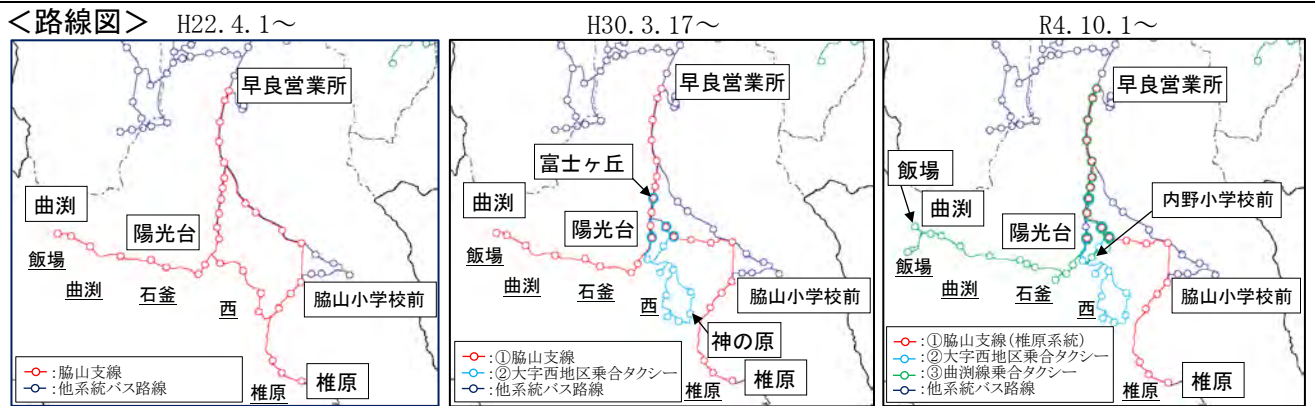 ＜路線図＞ H22.4.1～
H30.3.17～
R4.10.1～
早良営業所
曲渕
陽光台
飯場
曲渕
石釜
西
脇山小学校前
椎原
椎原
：脇山支線
：他系統バス路線
早良営業所
富士ヶ丘
曲渕
陽光台
飯場
曲渕
石釜
西
脇山小学校前
神の原
椎原
椎原
：①脇山支線
：②大字西地区乗合タクシー
：他系統バス路線
早良営業所
飯場
曲渕
内野小学校前
陽光台
飯場
曲渕
石釜
西
脇山小学校前
椎原
椎原
：①脇山支線(椎原系統)
：②大字西地区乗合タクシー
：③曲渕線乗合タクシー
：他系統バス路線